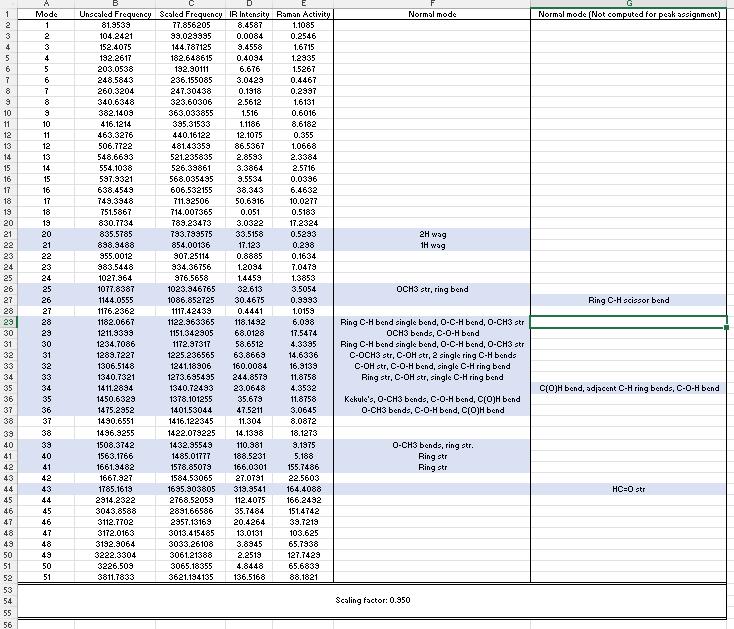 A B C D E F G
1 Mode Unscaled Frequency Scaled Frequency IR Intensity Raman Activity Normal mode Normal mode (Not computed for peak assignment)
2 1 81.9539 77.856205 8.4587 1.1085
3 2 104.2421 99.029995 0.0084 0.2546
4 3 152.4075 144.787125 9.4558 1.6715
5 4 192.2617 182.648615 0.4094 1.2935
6 5 203.0538 192.90111 6.676 1.5267
7 6 248.5843 236.155085 3.0429 0.4467
8 7 260.3204 247.30438 0.1918 0.2997
9 8 340.6348 323.60306 2.5612 1.6131
10 9 382.1409 363.033855 1.516 0.6016
11 10 416.1214 395.31533 1.1186 8.6182
12 11 463.3276 440.16122 12.1075 0.355
13 12 506.7722 481.43359 86.5367 1.0668
14 13 548.6693 521.235835 2.8593 2.3384
15 14 554.1038 526.39861 3.3864 2.5716
16 15 597.9321 568.035495 9.5534 0.0396
17 16 638.4549 606.532155 38.343 6.4632
18 17 749.3948 711.92506 50.6916 10.0277
19 18 751.5867 714.007365 0.051 0.5183
20 19 830.7734 789.23473 3.0322 17.2324
21 20 835.5785 793.799575 33.5158 0.5293 2H wag
22 21 898.9488 854.00136 17.123 0.298 1H wag
23 22 955.0012 907.25114 0.8885 0.1634
24 23 983.5448 934.36756 1.2094 7.0479
25 24 1027.964 976.5658 1.4459 1.3853
26 25 1077.8387 1023.946765 32.613 3.5054 OCH3 str, ring bend
27 26 1144.0555 1086.852725 30.4675 0.9993 Ring C-H scissor bend
28 27 1176.2362 1117.42439 0.4441 1.0159
29 28 1182.0667 1122.963365 118.1492 6.098 Ring C-H bend single bend, O-C-H bend, O-CH3 str
30 29 1211.9399 1151.342905 68.0128 17.5474 OCH3 bends, C-O-H bend
31 30 1234.7086 1172.97317 58.6512 4.3395 Ring C-H bend single bend, O-C-H bend, O-CH3 str
32 31 1289.7227 1225.236565 63.8669 14.6336 C-OCH3 str, C-OH str, 2 single ring C-H bends
33 32 1306.5148 1241.18906 160.0084 16.9139 C-OH str, C-O-H bend, single C-H ring bend
34 33 1340.7321 1273.695495 244.8579 11.8758 Ring str, C-OH str, single C-H ring bend
35 34 1411.2894 1340.72493 23.0648 4.3532 C(O)H bend, adjacent C-H ring bends, C-O-H bend
36 35 1450.6329 1378.101255 35.679 11.8758 Kekule's, O-CH3 bends, C-O-H bend, C(O)H bend
37 36 1475.2952 1401.53044 47.5211 3.0645 O-CH3 bends, C-O-H bend, C(O)H bend
38 37 1490.6551 1416.122345 11.304 8.0872
39 38 1496.9255 1422.079225 14.1398 18.1273
40 39 1508.3742 1432.95549 110.981 9.1975 O-CH3 bends, ring str.
41 40 1563.1766 1485.01777 188.5231 5.188 Ring str
42 41 1661.9482 1578.85079 166.0301 155.7486 Ring str
43 42 1667.927 1584.53065 27.0791 22.5603
44 43 1785.1619 1695.903805 319.9541 164.4088 HC=O str
45 44 2914.2322 2768.52059 112.4075 166.2492
46 45 3043.8588 2891.66586 35.7484 151.4742
47 46 3112.7702 2957.13169 20.4264 39.7219
48 47 3172.0163 3013.415485 13.0131 103.625
49 48 3192.9064 3033.26108 3.8945 65.7938
50 49 3222.3304 3061.21388 2.2519 127.7429
51 50 3226.509 3065.18355 4.8448 65.6839
52 51 3811.7833 3621.194135 136.5168 88.1821
53
54 Scaling factor: 0.950
55
56